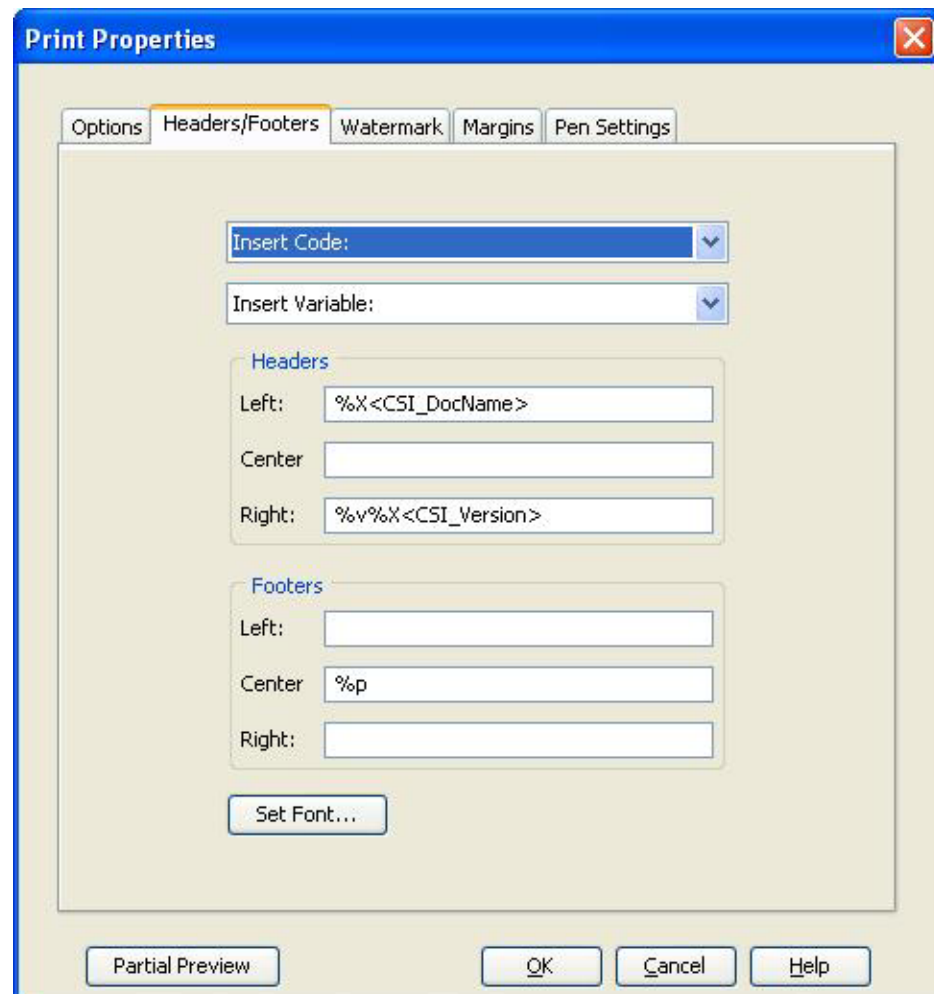 Print Properties
Options Headers/Footers Watermark Margins Pen Settings
Insert Code:
Insert Variable:
Headers
Left: %X<CSI_DocName>
Center
Right: %v%X<CSI_Version>
Footers
Left:
Center %p
Right:
Set Font...
Partial Preview OK Cancel Help